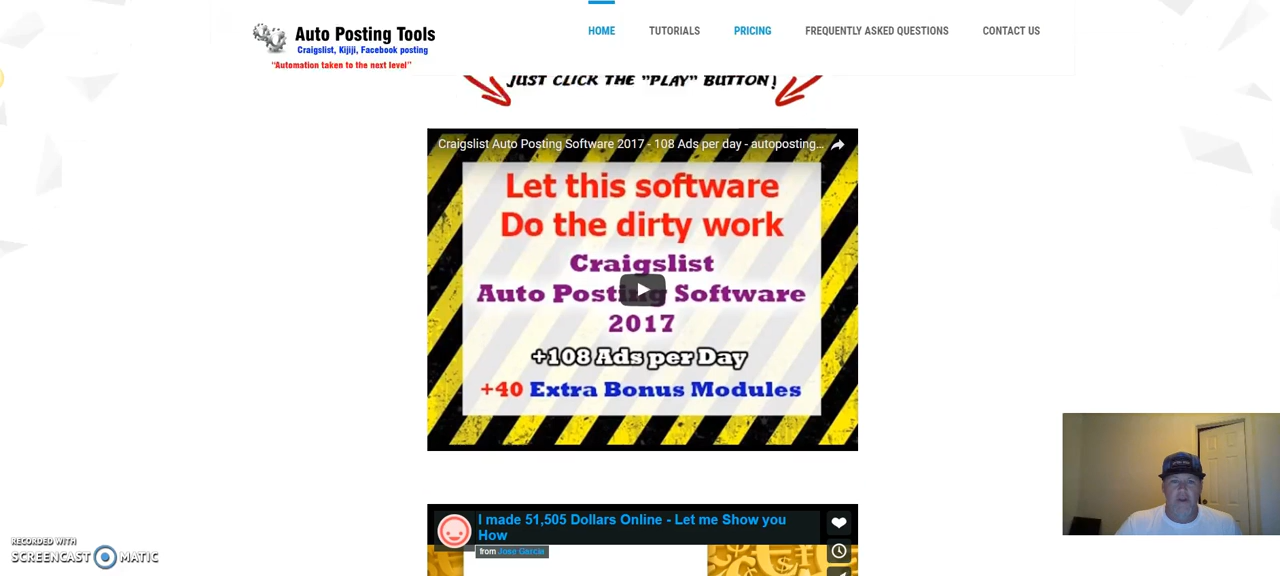 Auto Posting Tools
Craigslist, Kijiji, Facebook posting
"Automation taken to the next level"
HOME
TUTORIALS
PRICING
FREQUENTLY ASKED QUESTIONS
CONTACT US
JUST CLICK THE "PLAY" BUTTON!
Craigslist Auto Posting Software 2017 - 108 Ads per day - autoposting...
Let this software
Do the dirty work
Craigslist
Auto Posting Software
2017
+108 Ads per Day
+40 Extra Bonus Modules
I made 51,505 Dollars Online - Let me Show you
How
from Jose Garcia
RECORDED WITH
SCREENCAST MATIC